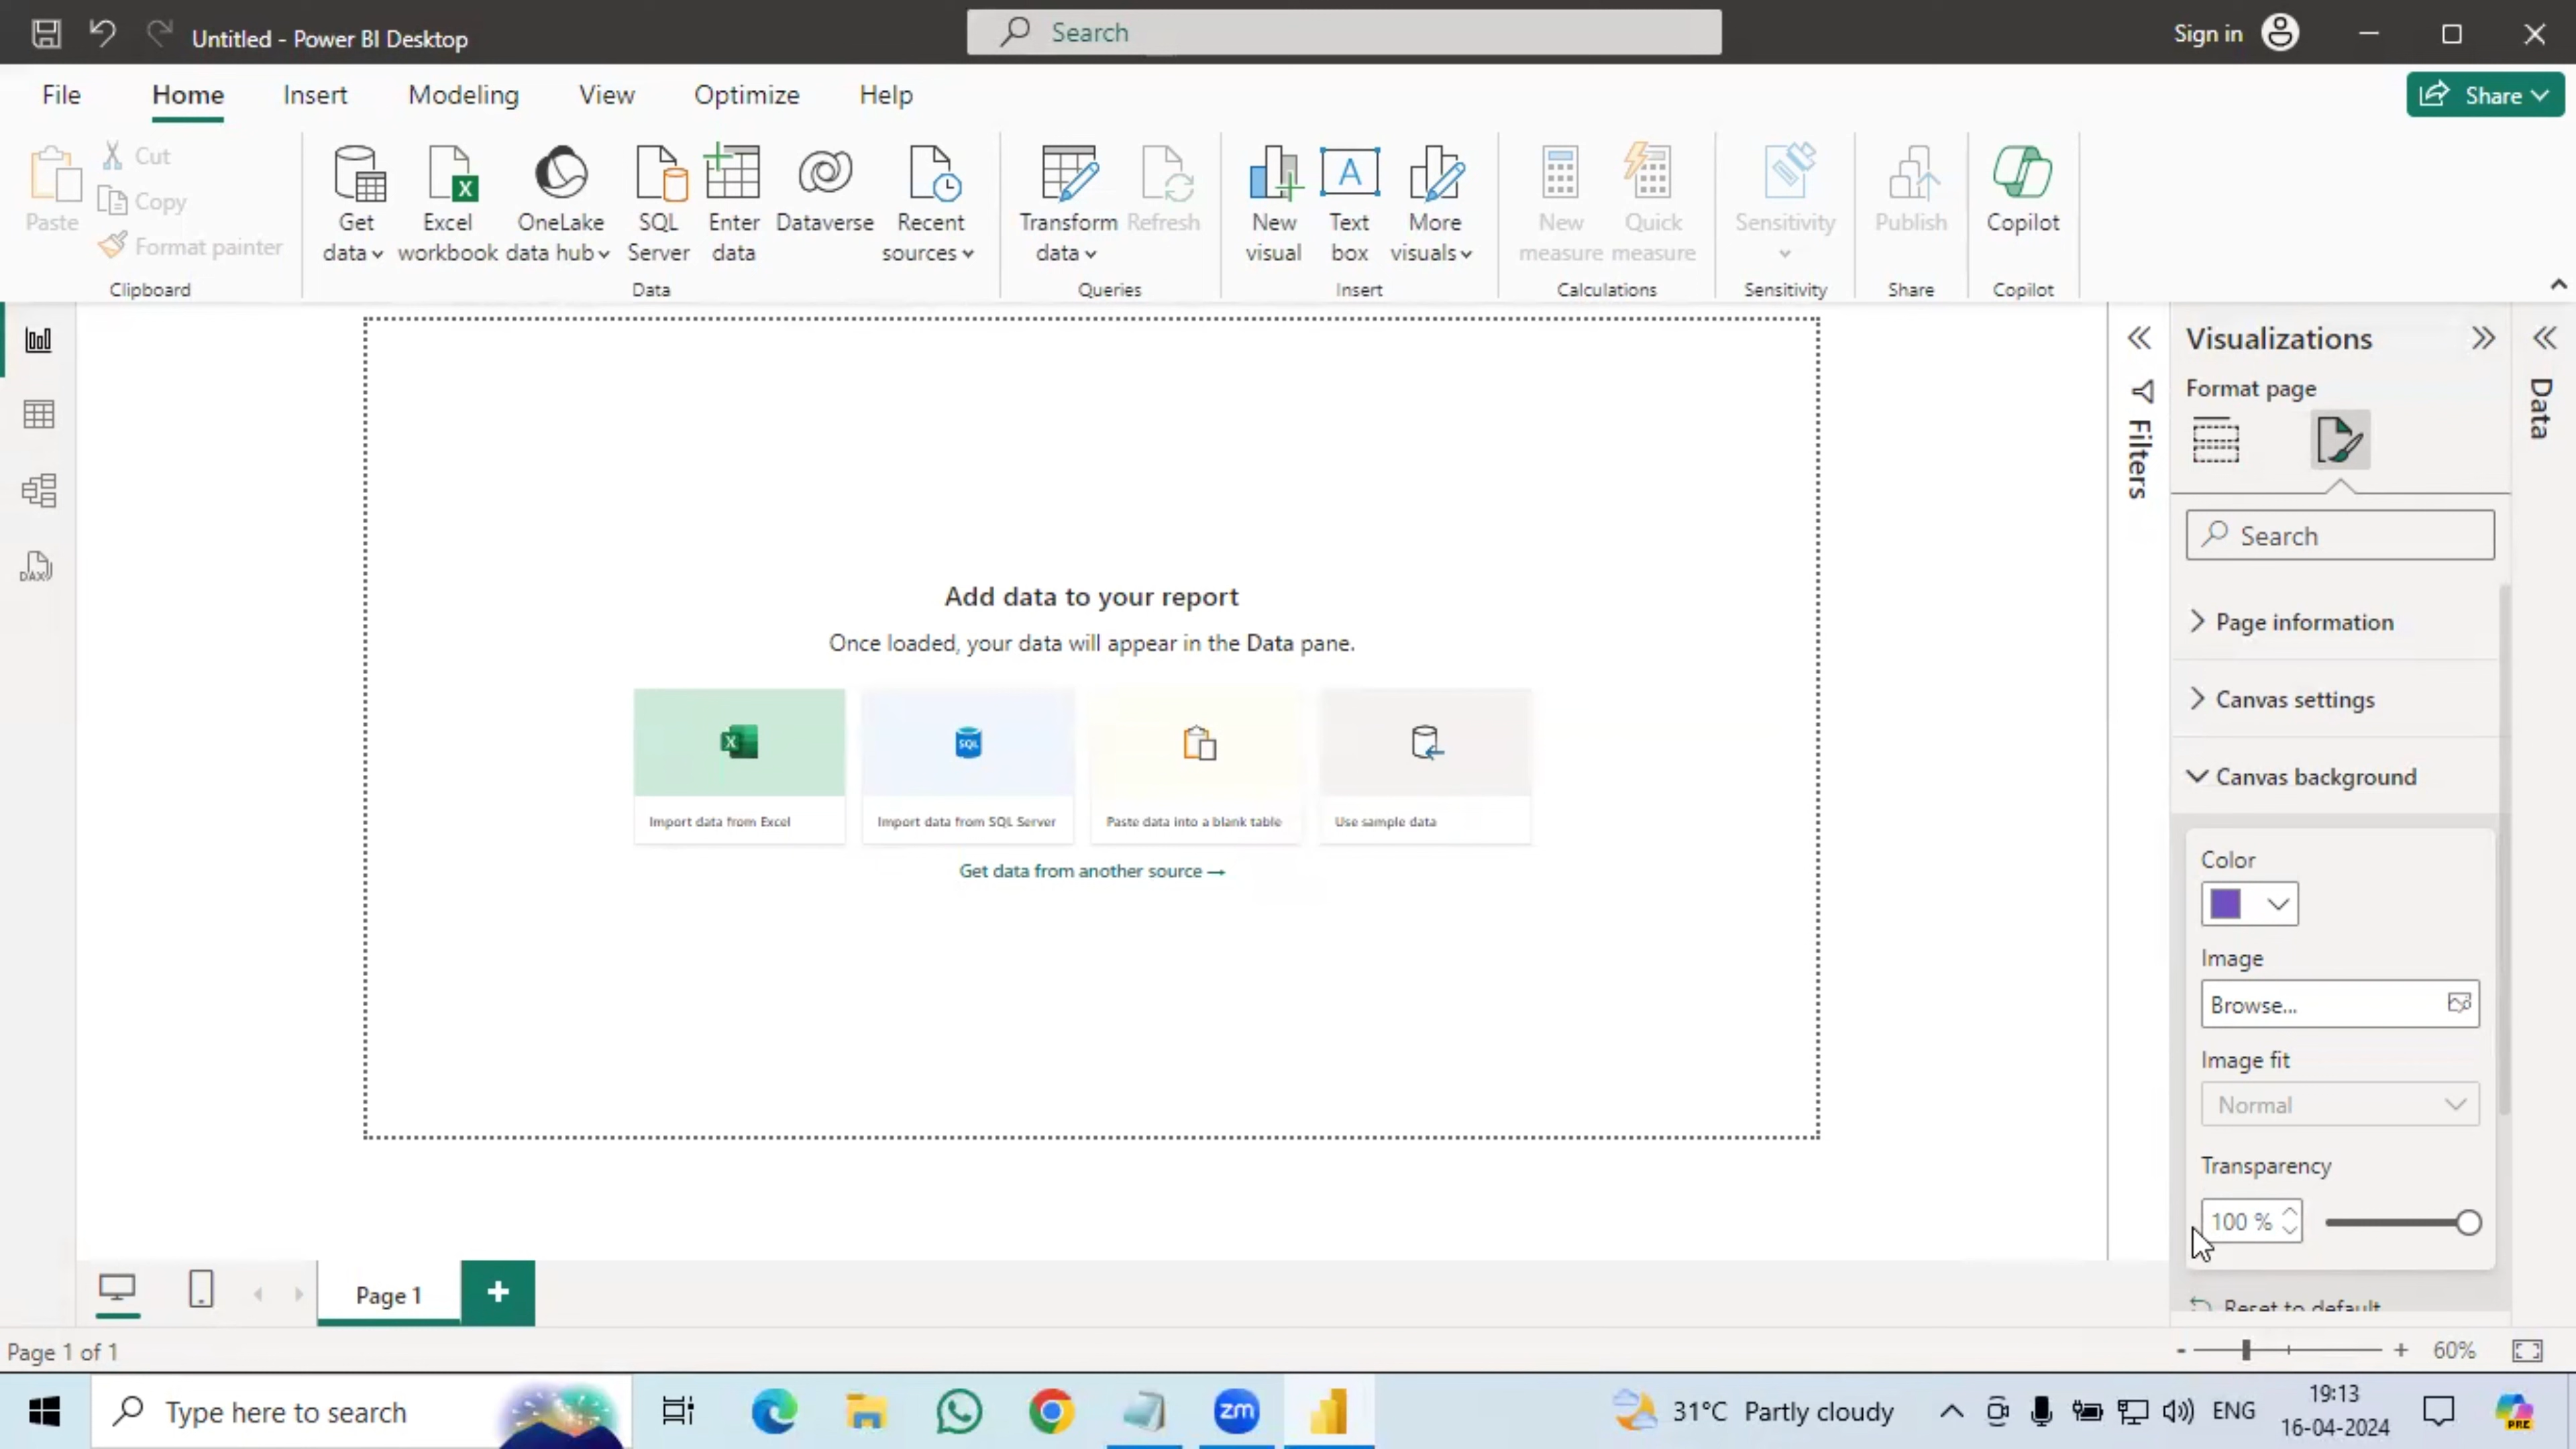 Untitled - Power BI Desktop
Search
Sign in
File Home Insert Modeling View Optimize Help
Share
Paste
Cut
Copy
Format painter
Clipboard
Get data
Excel workbook
OneLake data hub
SQL Server
Enter data
Dataverse
Recent sources
Data
Transform data
Refresh
Queries
New visual
Text box
More visuals
Insert
New measure
Quick measure
Calculations
Sensitivity
Sensitivity
Publish
Share
Copilot
Copilot
Add data to your report
Once loaded, your data will appear in the Data pane.
Import data from Excel
Import data from SQL Server
Paste data into a blank table
Use sample data
Get data from another source →
DAX
Filters
Visualizations
Format page
Search
Page information
Canvas settings
Canvas background
Color
Image
Browse...
Image fit
Normal
Transparency
100 %
Reset to default
Data
Page 1
Page 1 of 1
60%
Type here to search
zm
31°C Partly cloudy
ENG
19:13
16-04-2024
PRE